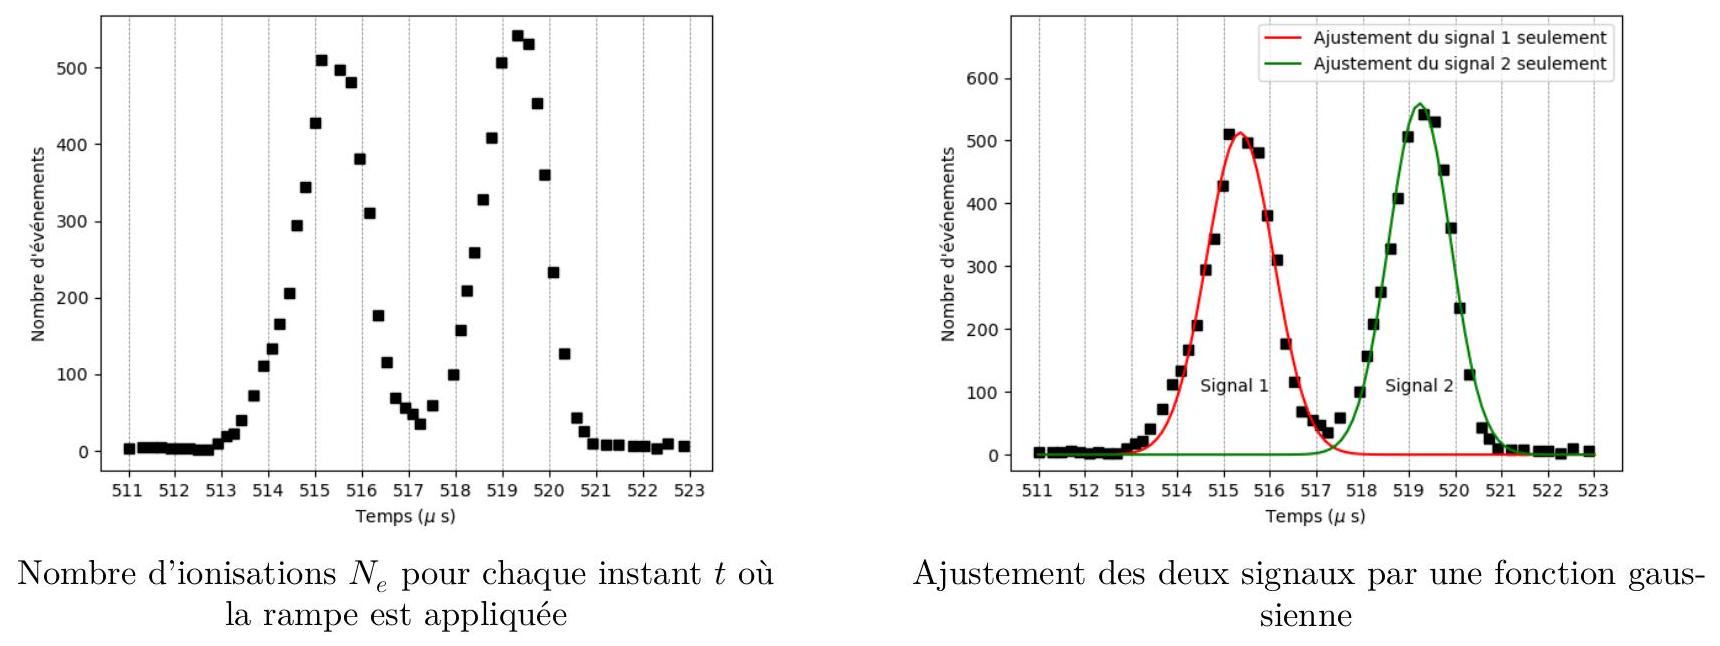 Nombre d'événements
500
400
300
200
100
0
511 512 513 514 515 516 517 518 519 520 521 522 523
Temps (μ s)
Nombre d'ionisations Nₑ pour chaque instant t où
la rampe est appliquée
Ajustement du signal 1 seulement
Ajustement du signal 2 seulement
Nombre d'événements
600
500
400
300
200
100
0
Signal 1
Signal 2
511 512 513 514 515 516 517 518 519 520 521 522 523
Temps (μ s)
Ajustement des deux signaux par une fonction gaus-
sienne